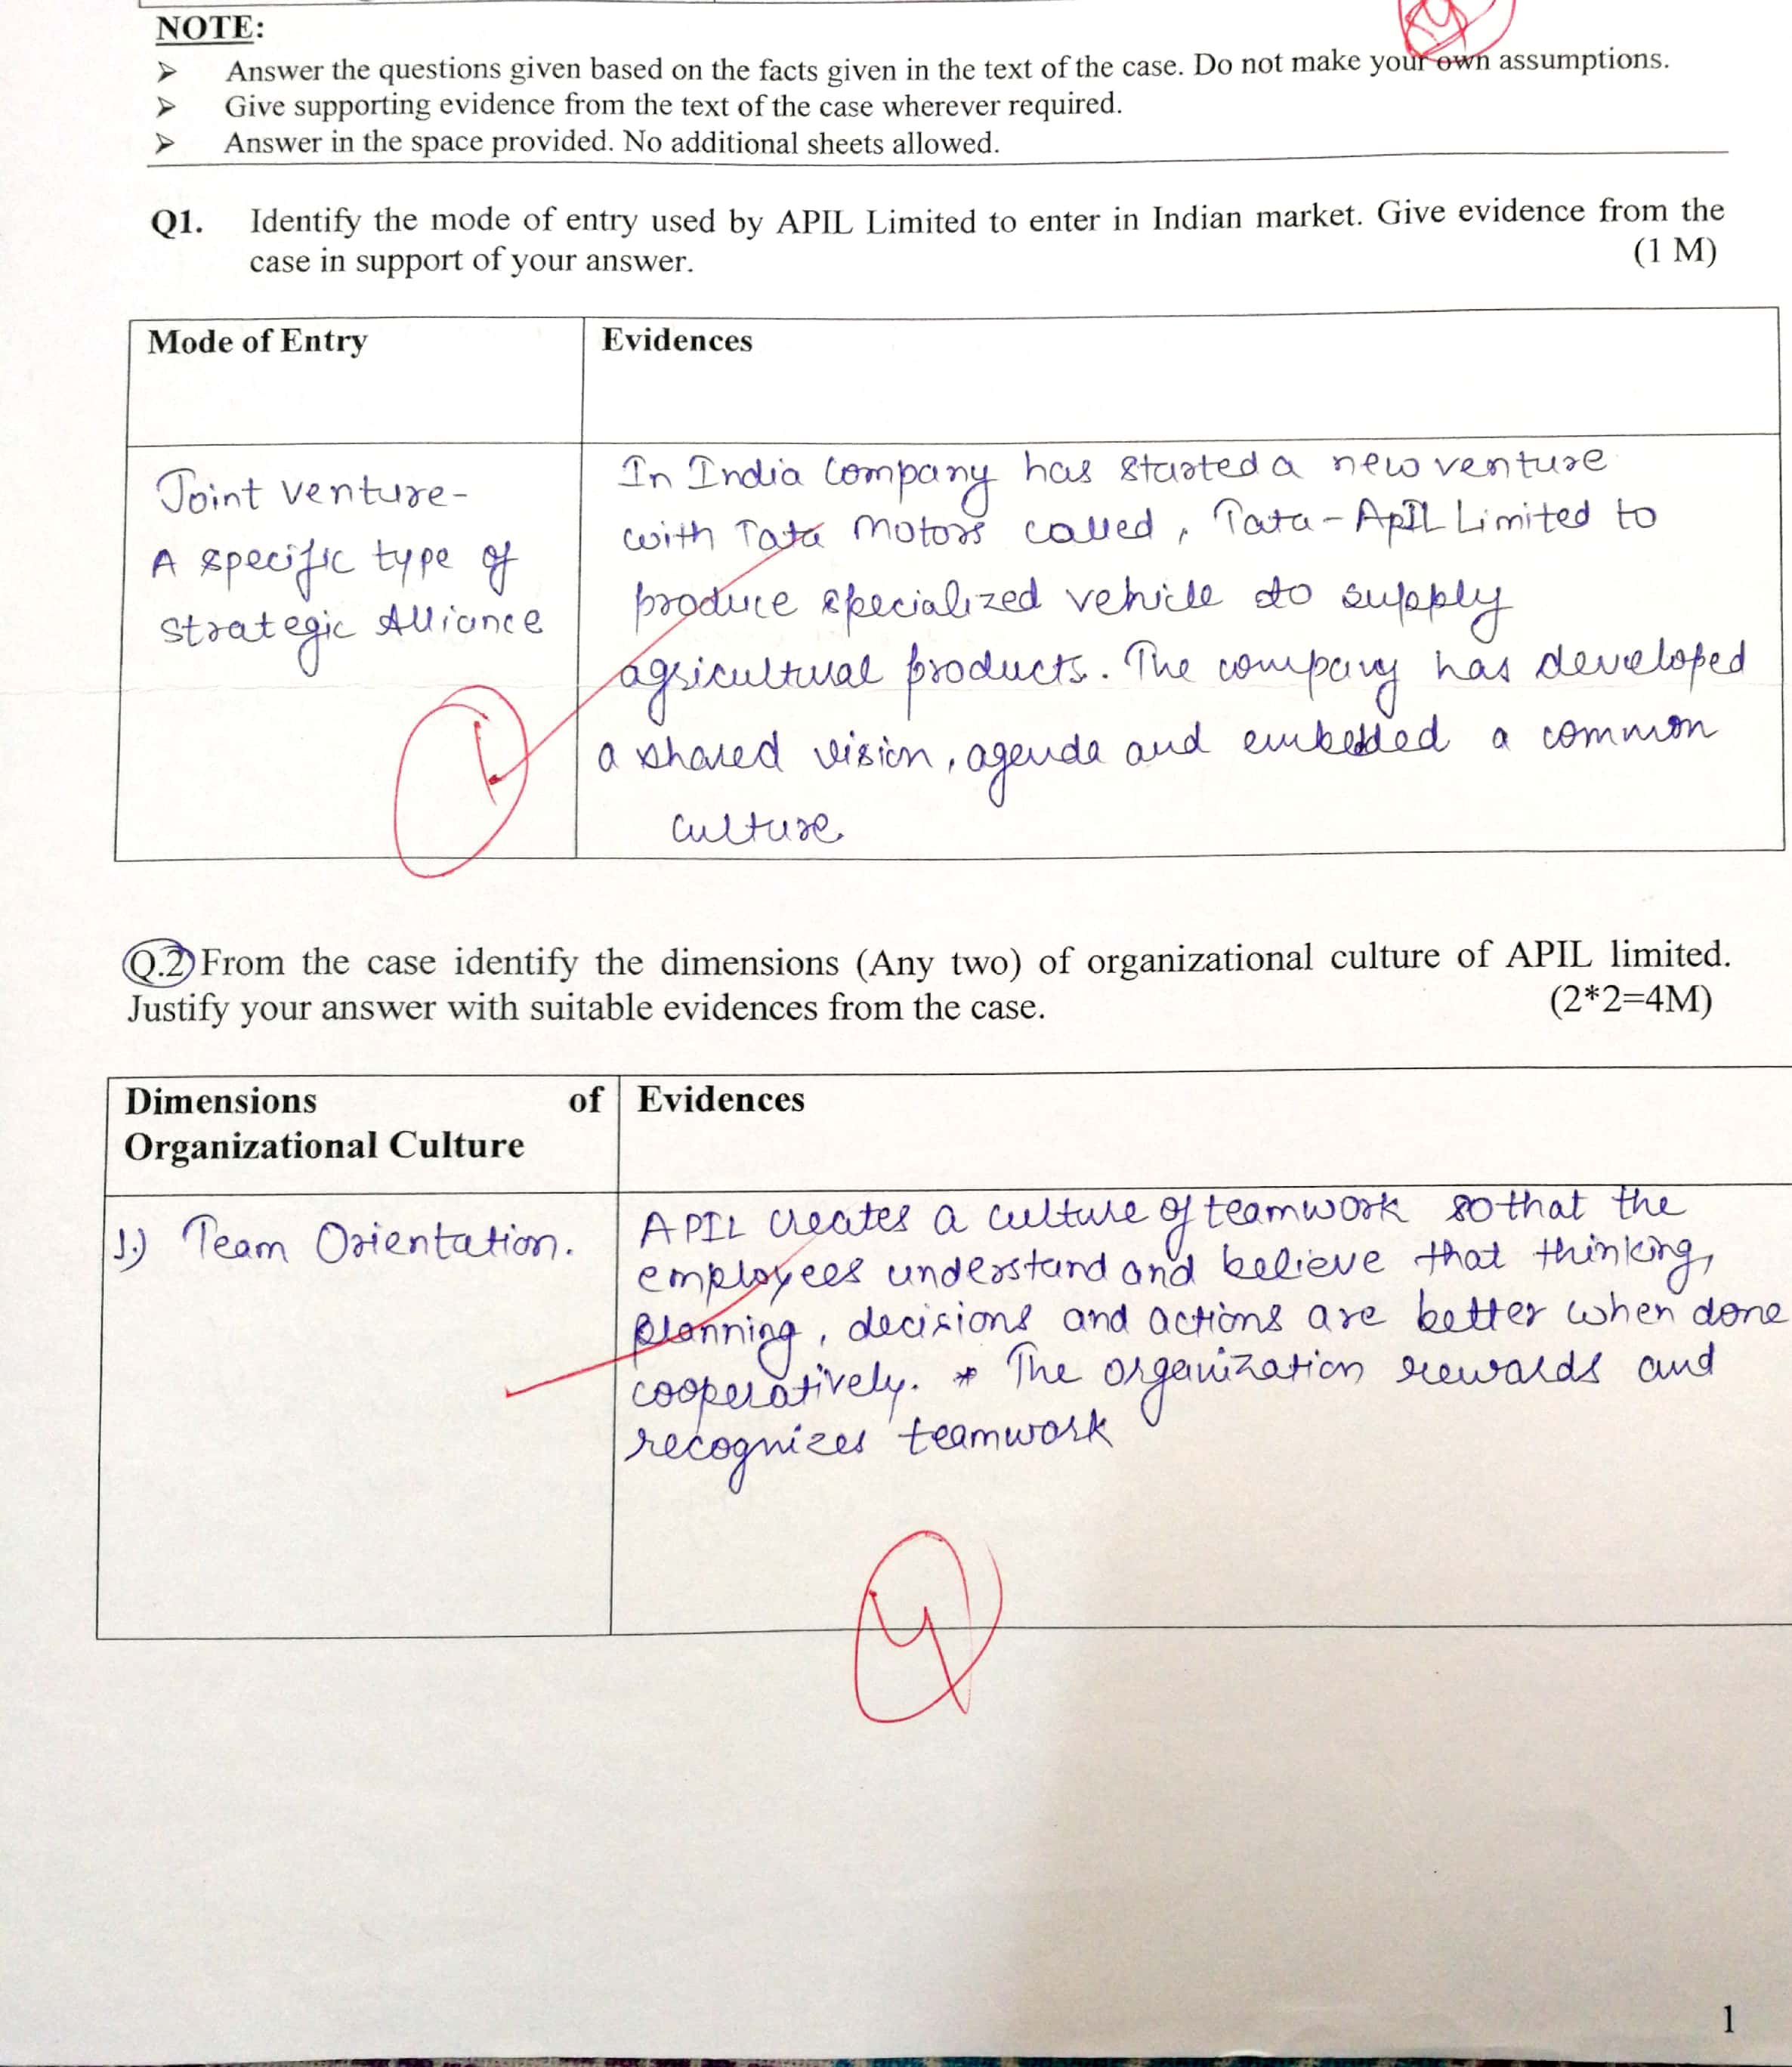 NOTE:
➤ Answer the questions given based on the facts given in the text of the case. Do not make your own assumptions.
➤ Give supporting evidence from the text of the case wherever required.
➤ Answer in the space provided. No additional sheets allowed.
Q1. Identify the mode of entry used by APIL Limited to enter in Indian market. Give evidence from the
case in support of your answer. (1 M)
Mode of Entry
Evidences
Joint venture-
A specific type of
strategic Alliance
1
In India Company has started a new venture
with Tata Motors called, Tata-ApIL Limited to
produce specialized vehicle to supply
agricultural products. The company has developed
a shared vision, agenda and embedded a common
culture.
Q.2 From the case identify the dimensions (Any two) of organizational culture of APIL limited.
Justify your answer with suitable evidences from the case. (2*2=4M)
Dimensions of
Organizational Culture
Evidences
1.) Team Orientation.
APIL creates a culture of teamwork so that the
employees understand and believe that thinking,
planning, decisions and actions are better when done
cooperatively. * The organization rewards and
recognizes teamwork
4
1